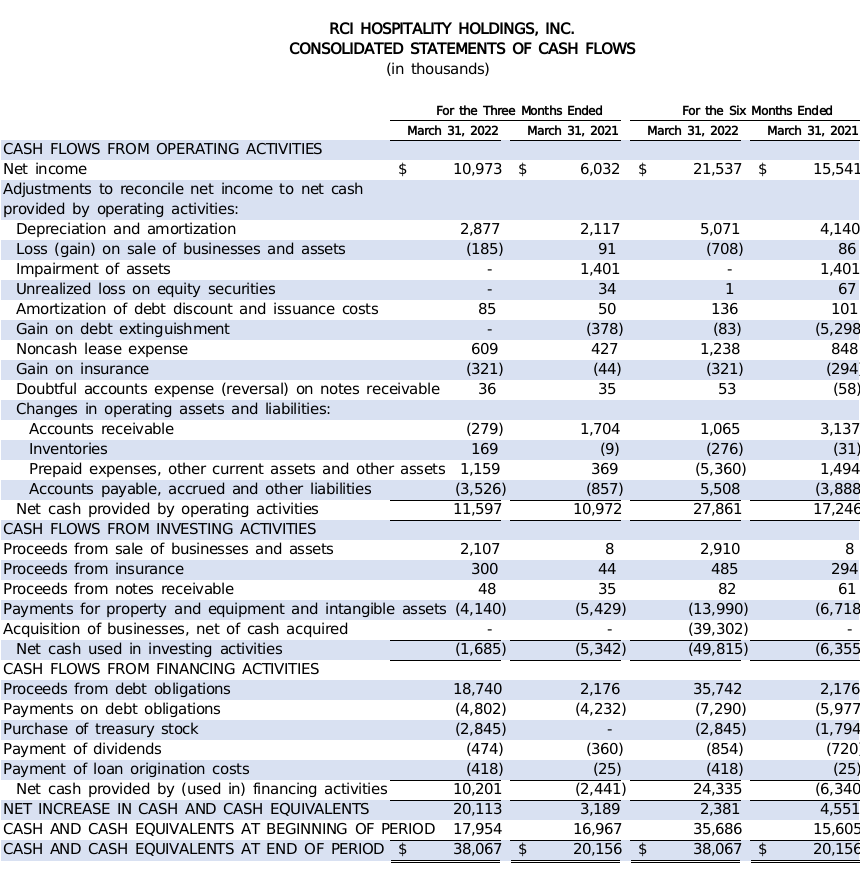 RCI HOSPITALITY HOLDINGS, INC.
CONSOLIDATED STATEMENTS OF CASH FLOWS
(in thousands)
For the Three Months Ended For the Six Months Ended
March 31, 2022 March 31, 2021 March 31, 2022 March 31, 2021
CASH FLOWS FROM OPERATING ACTIVITIES
Net income $ 10,973 $ 6,032 $ 21,537 $ 15,541
Adjustments to reconcile net income to net cash
provided by operating activities:
Depreciation and amortization 2,877 2,117 5,071 4,140
Loss (gain) on sale of businesses and assets (185) 91 (708) 86
Impairment of assets - 1,401 - 1,401
Unrealized loss on equity securities - 34 1 67
Amortization of debt discount and issuance costs 85 50 136 101
Gain on debt extinguishment - (378) (83) (5,298
Noncash lease expense 609 427 1,238 848
Gain on insurance (321) (44) (321) (294)
Doubtful accounts expense (reversal) on notes receivable 36 35 53 (58)
Changes in operating assets and liabilities:
Accounts receivable (279) 1,704 1,065 3,137
Inventories 169 (9) (276) (31)
Prepaid expenses, other current assets and other assets 1,159 369 (5,360) 1,494
Accounts payable, accrued and other liabilities (3,526) (857) 5,508 (3,888
Net cash provided by operating activities 11,597 10,972 27,861 17,246
CASH FLOWS FROM INVESTING ACTIVITIES
Proceeds from sale of businesses and assets 2,107 8 2,910 8
Proceeds from insurance 300 44 485 294
Proceeds from notes receivable 48 35 82 61
Payments for property and equipment and intangible assets (4,140) (5,429) (13,990) (6,718
Acquisition of businesses, net of cash acquired - - (39,302) -
Net cash used in investing activities (1,685) (5,342) (49,815) (6,355
CASH FLOWS FROM FINANCING ACTIVITIES
Proceeds from debt obligations 18,740 2,176 35,742 2,176
Payments on debt obligations (4,802) (4,232) (7,290) (5,977
Purchase of treasury stock (2,845) - (2,845) (1,794
Payment of dividends (474) (360) (854) (720)
Payment of loan origination costs (418) (25) (418) (25)
Net cash provided by (used in) financing activities 10,201 (2,441) 24,335 (6,340
NET INCREASE IN CASH AND CASH EQUIVALENTS 20,113 3,189 2,381 4,551
CASH AND CASH EQUIVALENTS AT BEGINNING OF PERIOD 17,954 16,967 35,686 15,605
CASH AND CASH EQUIVALENTS AT END OF PERIOD $ 38,067 $ 20,156 $ 38,067 $ 20,156